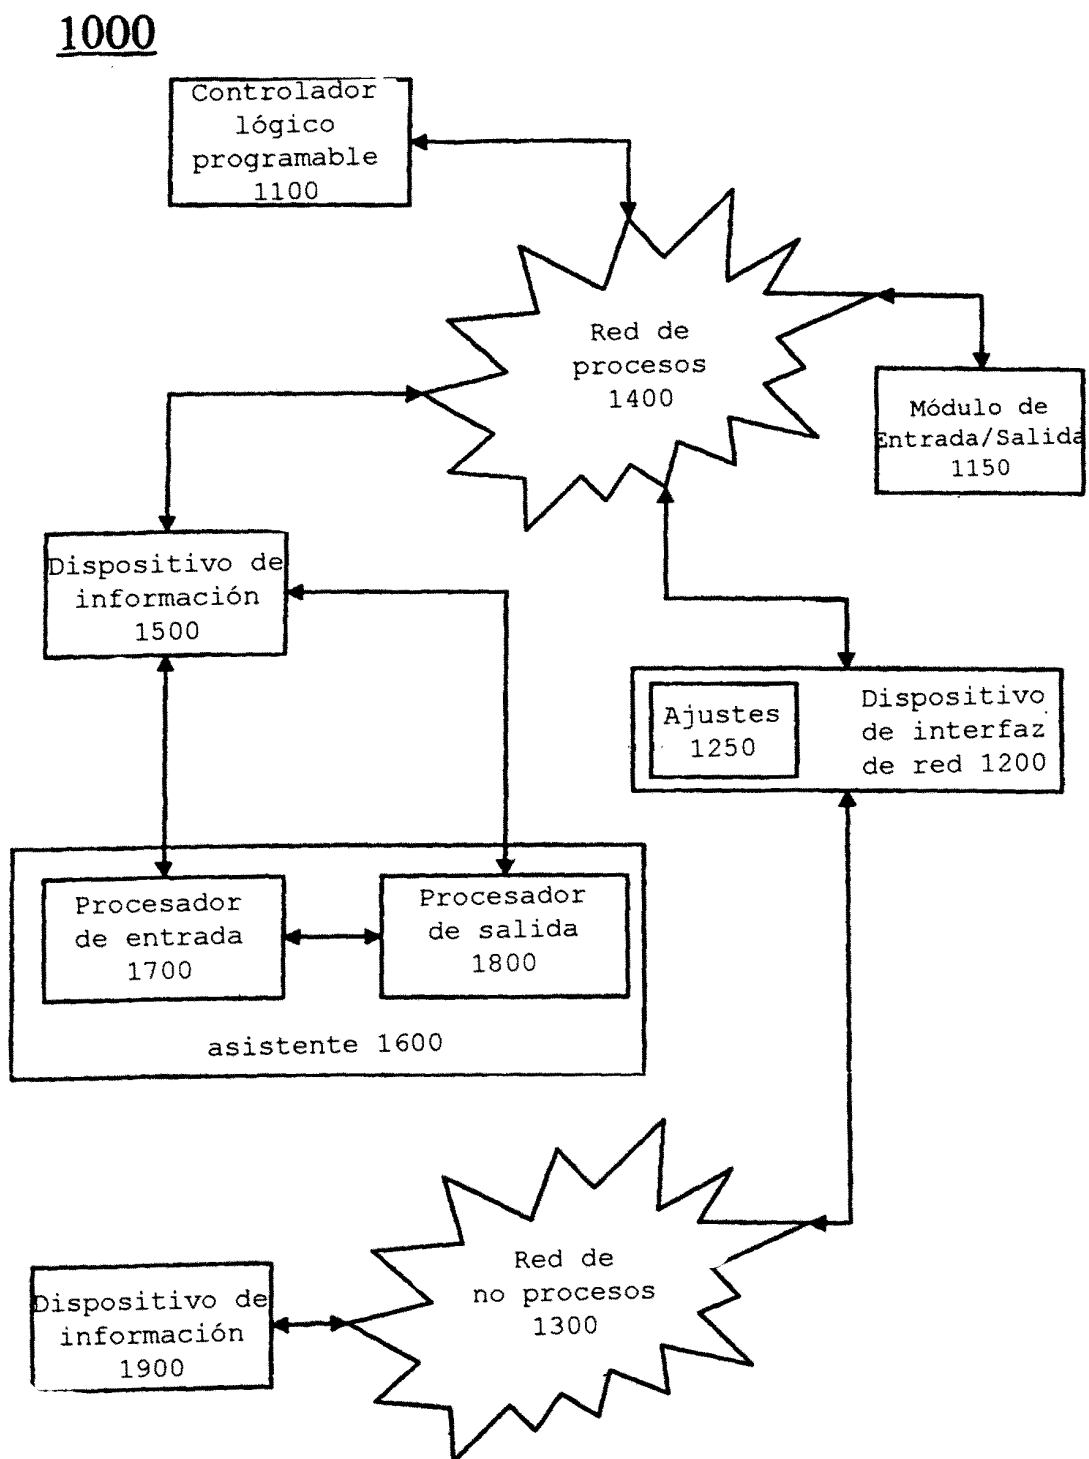 1000
Controlador
lógico
programable
1100
Red de
procesos
1400
Módulo de
Entrada/Salida
1150
Dispositivo de
información
1500
Ajustes
1250
Dispositivo
de interfaz
de red 1200
Procesador
de entrada
1700
Procesador
de salida
1800
asistente 1600
Red de
no procesos
1300
Dispositivo de
información
1900